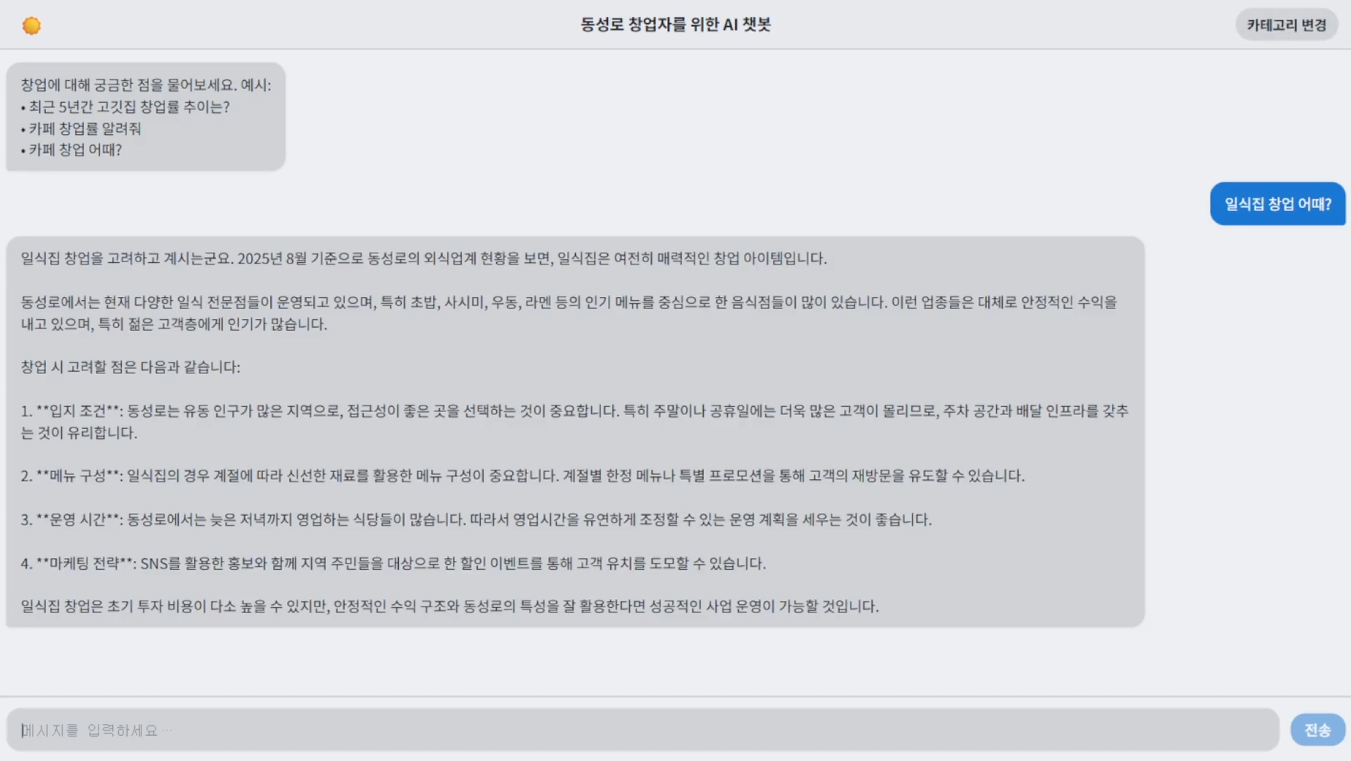 동성로 창업자를 위한 AI 챗봇
카테고리 변경
창업에 대해 궁금한 점을 물어보세요. 예시:
• 최근 5년간 고깃집 창업률 추이는?
• 카페 창업률 알려줘
• 카페 창업 어때?
일식집 창업 어때?
일식집 창업을 고려하고 계시는군요. 2025년 8월 기준으로 동성로의 외식업계 현황을 보면, 일식집은 여전히 매력적인 창업 아이템입니다.
동성로에서는 현재 다양한 일식 전문점들이 운영되고 있으며, 특히 초밥, 사시미, 우동, 라멘 등의 인기 메뉴를 중심으로 한 음식점들이 많이 있습니다. 이런 업종들은 대체로 안정적인 수익을
내고 있으며, 특히 젊은 고객층에게 인기가 많습니다.
창업 시 고려할 점은 다음과 같습니다:
1. **입지 조건**: 동성로는 유동 인구가 많은 지역으로, 접근성이 좋은 곳을 선택하는 것이 중요합니다. 특히 주말이나 공휴일에는 더욱 많은 고객이 몰리므로, 주차 공간과 배달 인프라를 갖추
는 것이 유리합니다.
2. **메뉴 구성**: 일식집의 경우 계절에 따라 신선한 재료를 활용한 메뉴 구성이 중요합니다. 계절별 한정 메뉴나 특별 프로모션을 통해 고객의 재방문을 유도할 수 있습니다.
3. **운영 시간**: 동성로에서는 늦은 저녁까지 영업하는 식당들이 많습니다. 따라서 영업시간을 유연하게 조정할 수 있는 운영 계획을 세우는 것이 좋습니다.
4. **마케팅 전략**: SNS를 활용한 홍보와 함께 지역 주민들을 대상으로 한 할인 이벤트를 통해 고객 유치를 도모할 수 있습니다.
일식집 창업은 초기 투자 비용이 다소 높을 수 있지만, 안정적인 수익 구조와 동성로의 특성을 잘 활용한다면 성공적인 사업 운영이 가능할 것입니다.
메시지를 입력하세요…
전송